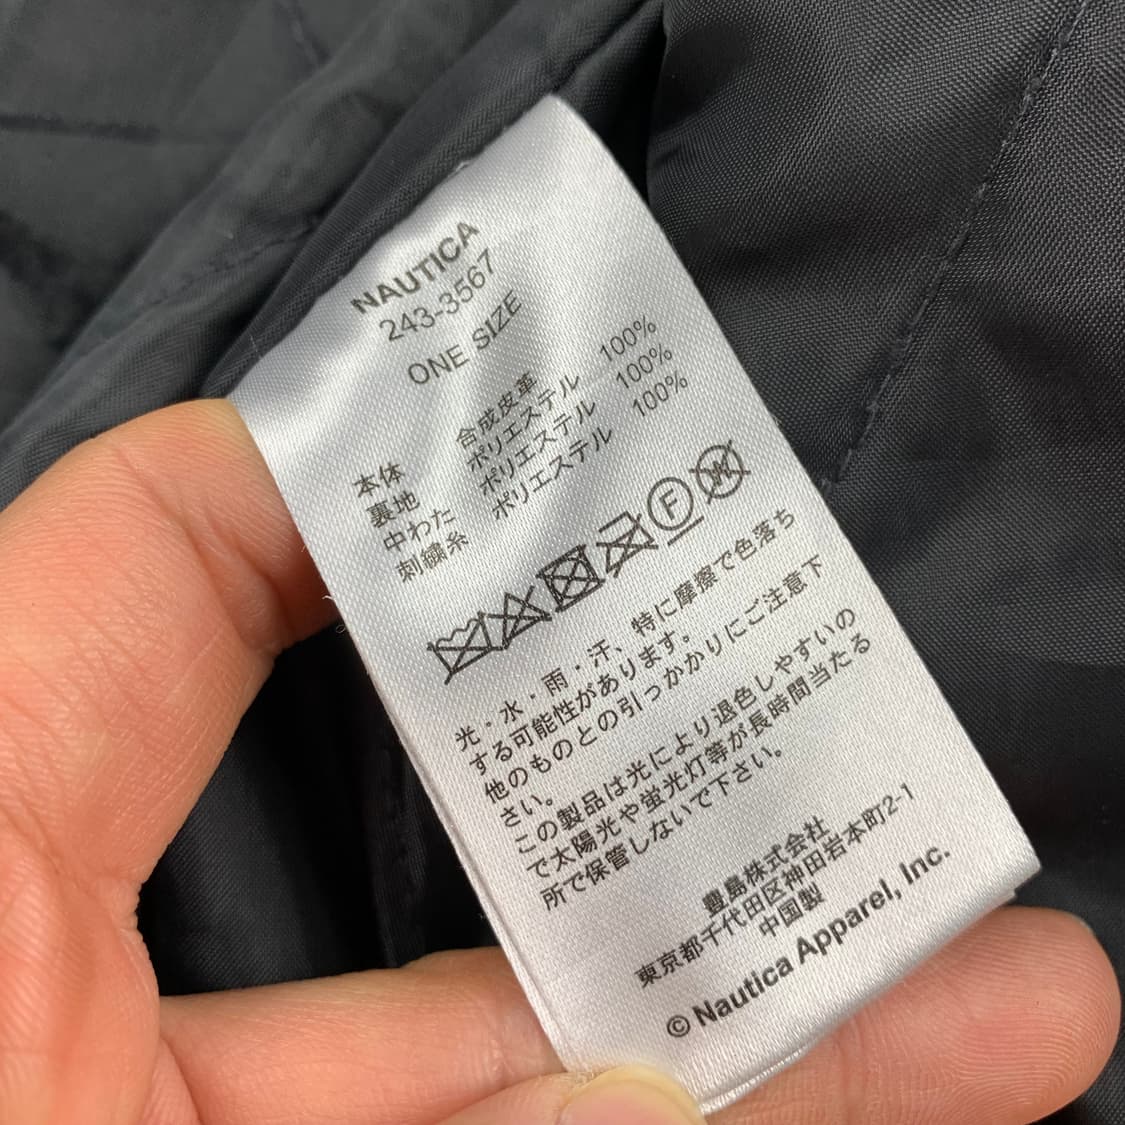 NAUTICA
243-3567
ONE SIZE
本体 合成皮革
裏地 ポリエステル 100%
中わた ポリエステル 100%
刺繍糸 ポリエステル 100%
F
W
光・水・雨・汗、特に摩擦で色落ち
する可能性があります。
他のものとの引っかかりにご注意下
さい。
この製品は光により退色しやすいの
で太陽光や蛍光灯等が長時間当たる
所で保管しないで下さい。
豊島株式会社
東京都千代田区神田岩本町2-1
中国製
© Nautica Apparel, Inc.